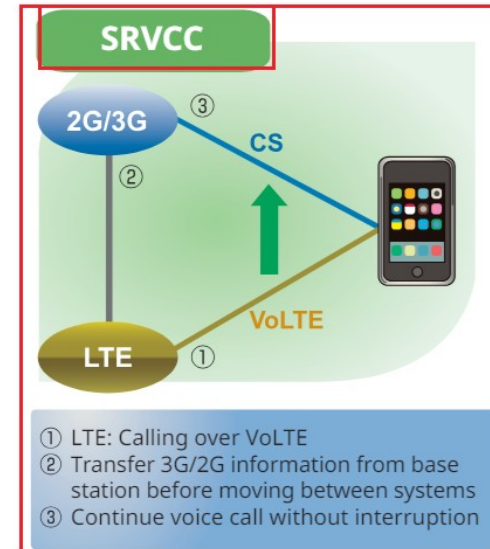 SRVCC
2G/3G
③
CS
②
VoLTE
LTE
①
① LTE: Calling over VoLTE
② Transfer 3G/2G information from base
station before moving between systems
③ Continue voice call without interruption